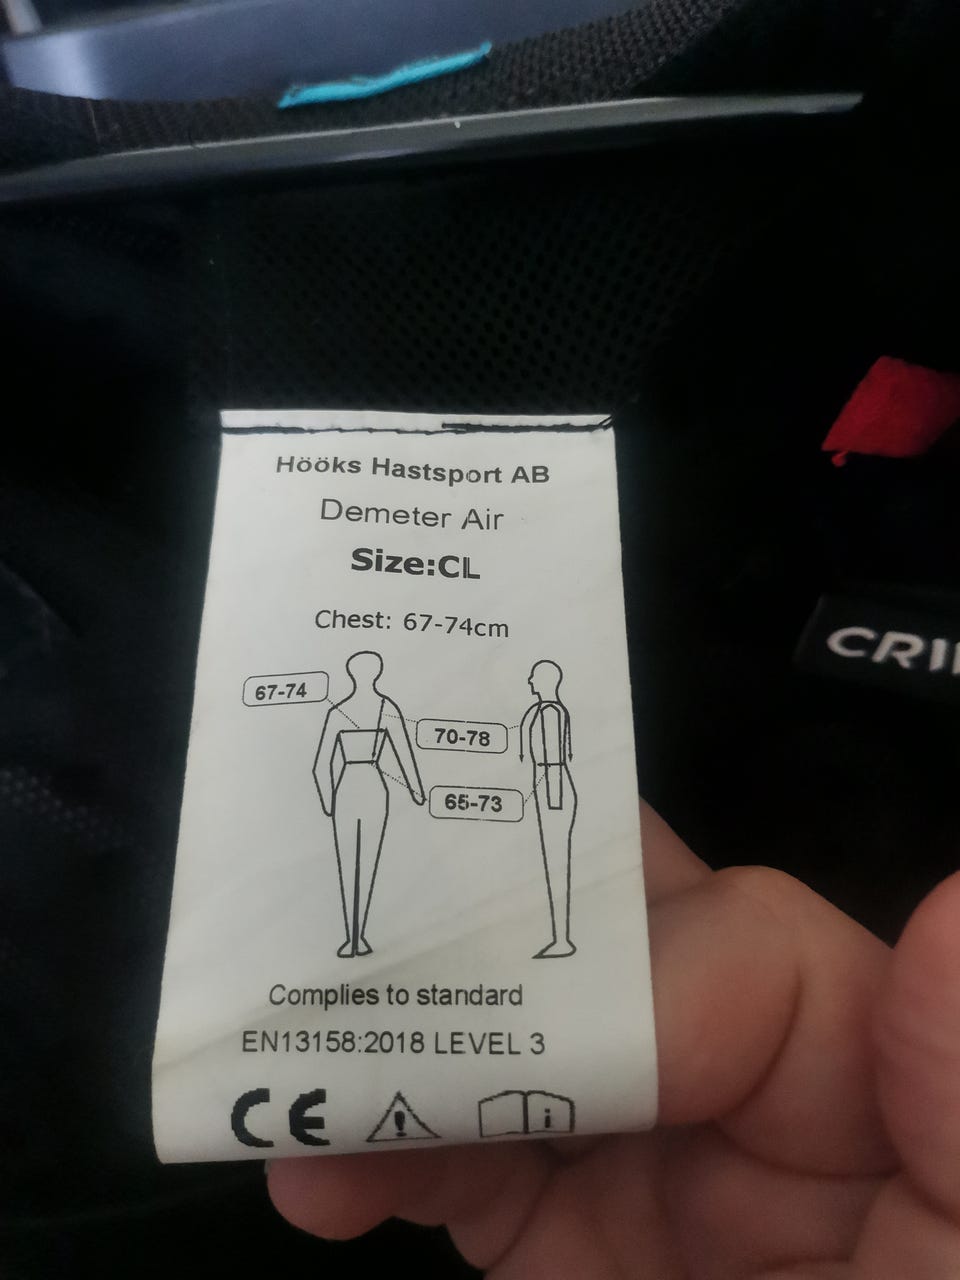 Hööks Hastsport AB
Demeter Air
Size:CL
Chest: 67-74cm
67-74
70-78
65-73
Complies to standard
EN13158:2018 LEVEL 3
CE
i